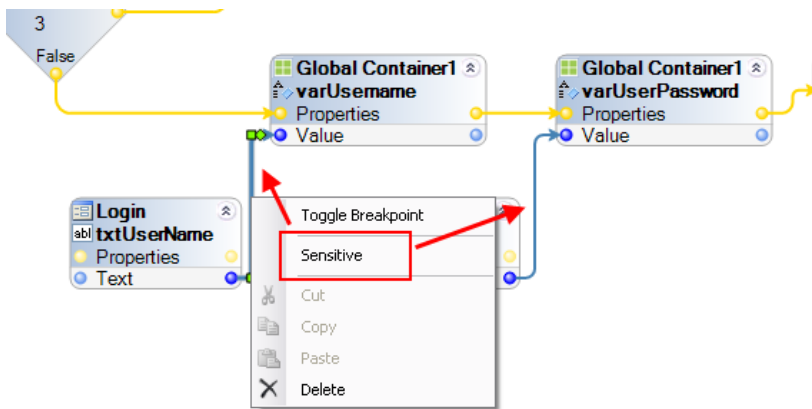 3
False
Global Container1
varUsername
Properties
Value
Global Container1
varUserPassword
Properties
Value
Login
abl txtUserName
Properties
Text
Toggle Breakpoint
Sensitive
Cut
Copy
Paste
Delete